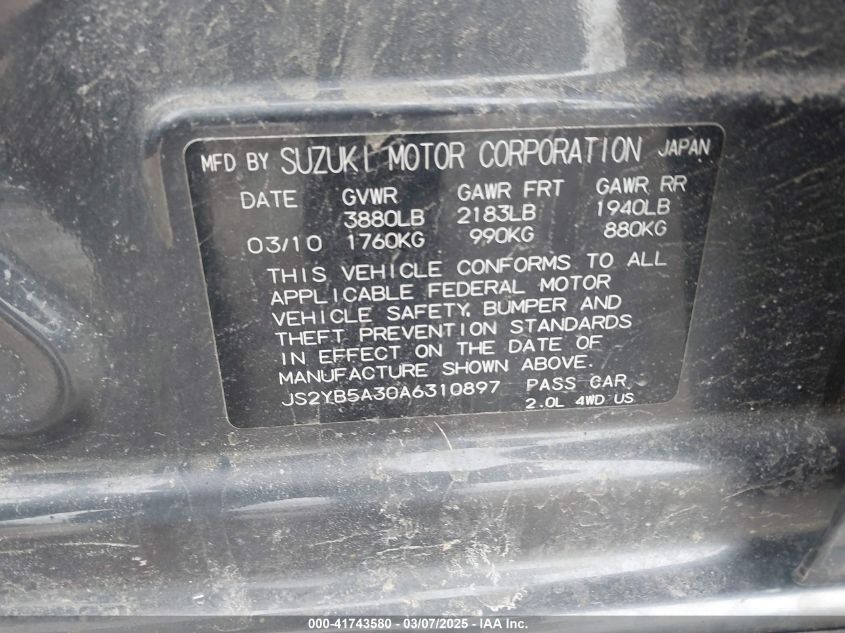 MFD BY SUZUKI MOTOR CORPORATION JAPAN
DATE GVWR GAWR FRT GAWR RR
3880LB 2183LB 1940LB
03/10 1760KG 990KG 880KG
THIS VEHICLE CONFORMS TO ALL
APPLICABLE FEDERAL MOTOR
VEHICLE SAFETY, BUMPER AND
THEFT PREVENTION STANDARDS
IN EFFECT ON THE DATE OF
MANUFACTURE SHOWN ABOVE.
JS2YB5A30A6310897 PASS CAR
2.0L 4WD US
000-41743580 - 03/07/2025 - IAA Inc.